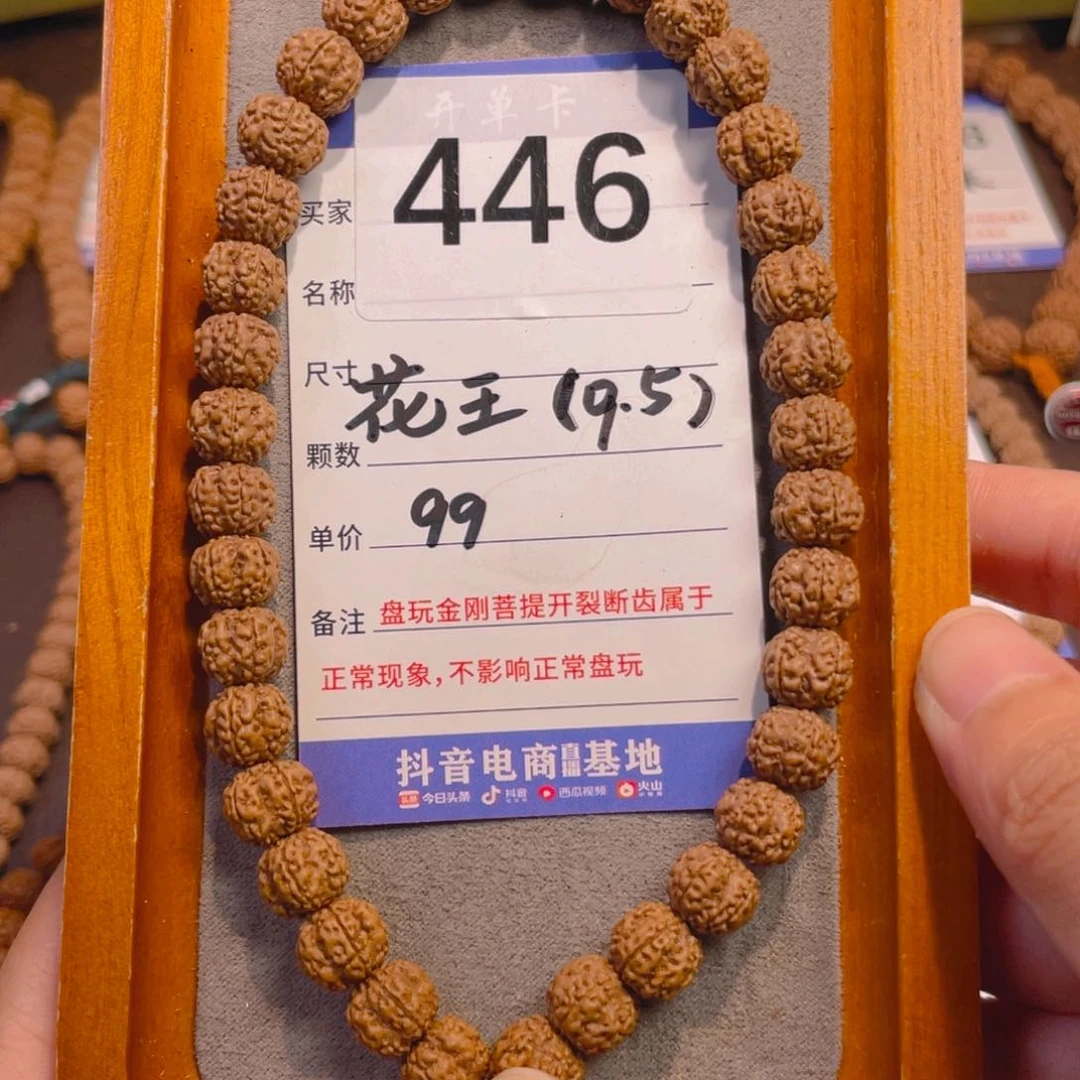 开单卡
446
买家
名称
尺寸
花王 (9.5)
颗数
单价 99
备注 盘玩金刚菩提开裂断齿属于
正常现象,不影响正常盘玩
抖音电商直播基地
头条 今日头条 抖音 西瓜视频 火山